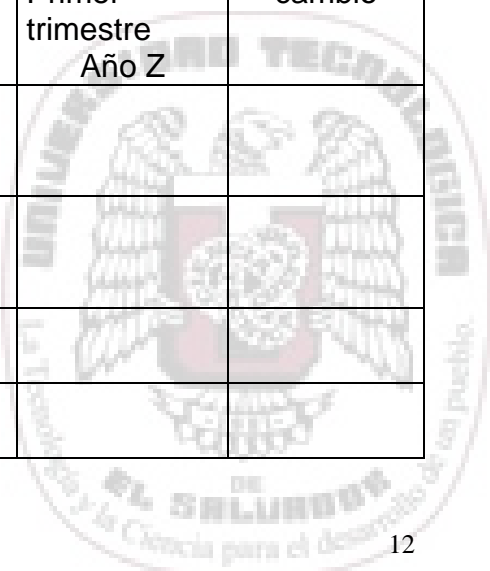 Primer cambio
trimestre
Año Z
UNIVERSIDAD TECNOLOGICA
La Tecnología y la Ciencia para el desarrollo de un pueblo.
DE
EL SALVADOR
12